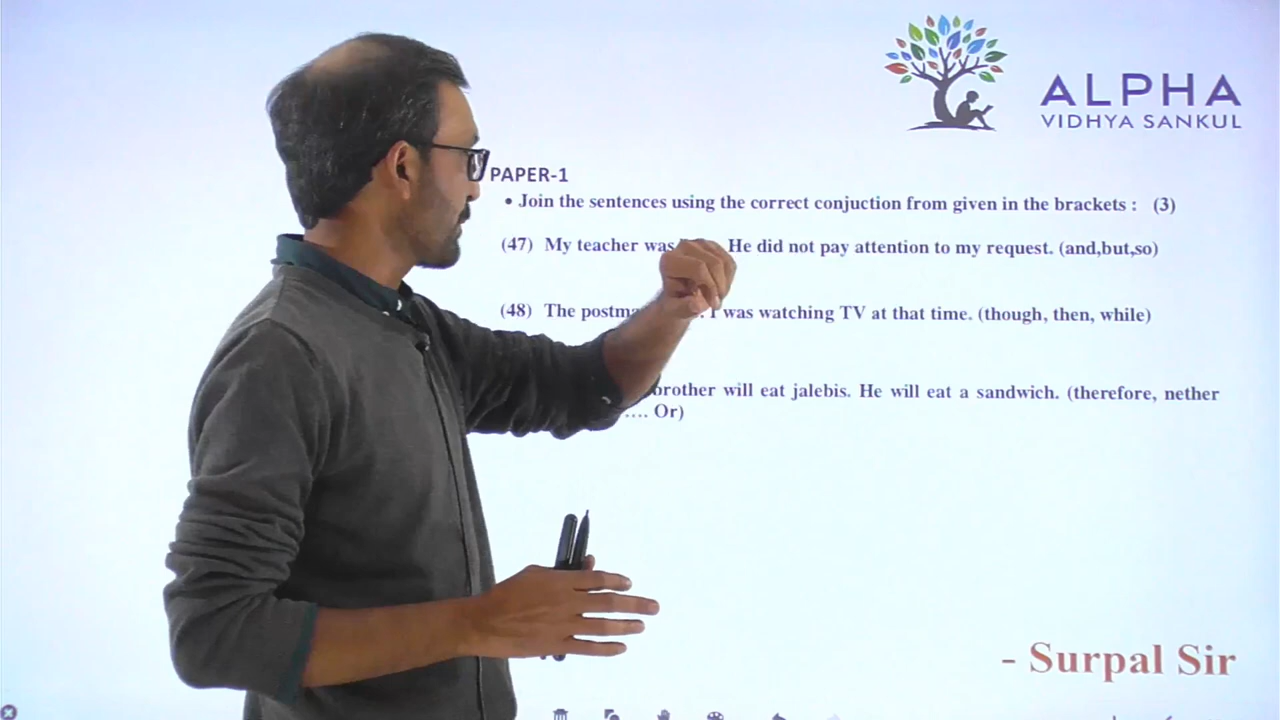 ALPHA
VIDHYA SANKUL
PAPER-1
• Join the sentences using the correct conjuction from given in the brackets : (3)
(47) My teacher was He did not pay attention to my request. (and,but,so)
(48) The I was watching TV at that time. (though, then, while)
brother will eat jalebis. He will eat a sandwich. (therefore, nether
.... Or)
- Surpal Sir